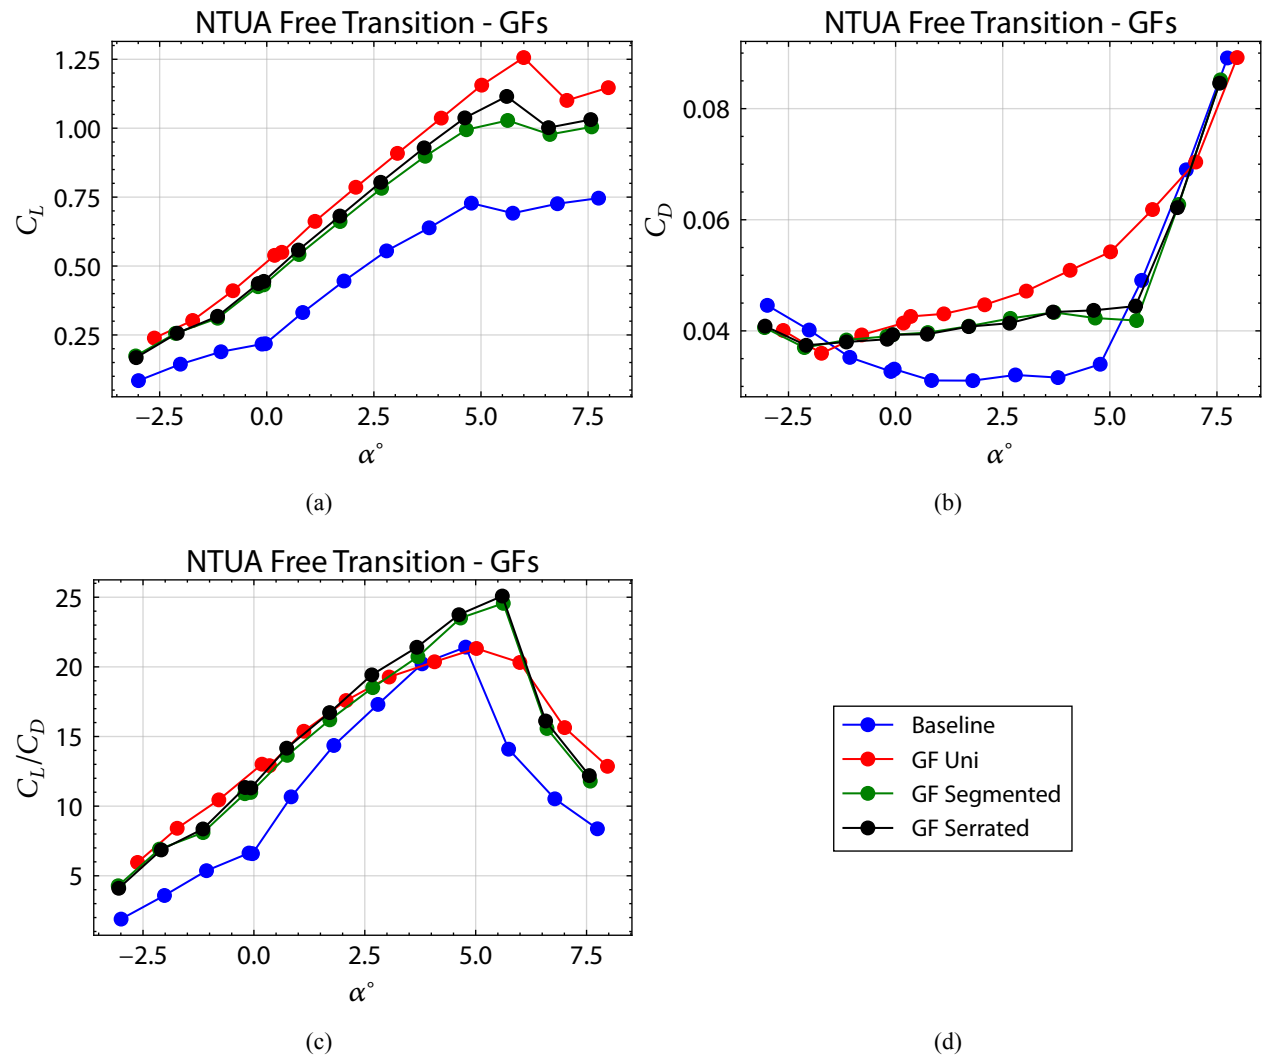 NTUA Free Transition - GFs
1.25
1.00
0.75
0.50
0.25
C_L
−2.5 0.0 2.5 5.0 7.5
α°
(a)
NTUA Free Transition - GFs
0.08
0.06
0.04
C_D
−2.5 0.0 2.5 5.0 7.5
α°
(b)
NTUA Free Transition - GFs
25
20
15
10
5
C_L/C_D
−2.5 0.0 2.5 5.0 7.5
α°
(c)
Baseline
GF Uni
GF Segmented
GF Serrated
(d)